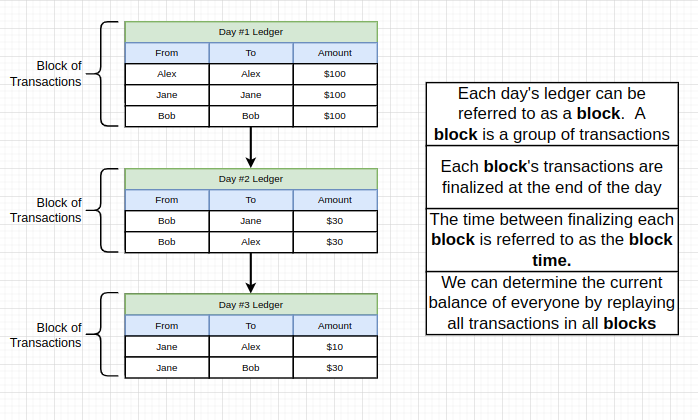 Block of
Transactions
Day #1 Ledger
From To Amount
Alex Alex $100
Jane Jane $100
Bob Bob $100
Block of
Transactions
Day #2 Ledger
From To Amount
Bob Jane $30
Bob Alex $30
Block of
Transactions
Day #3 Ledger
From To Amount
Jane Alex $10
Jane Bob $30
Each day's ledger can be
referred to as a block. A
block is a group of transactions
Each block's transactions are
finalized at the end of the day
The time between finalizing each
block is referred to as the block
time.
We can determine the current
balance of everyone by replaying
all transactions in all blocks